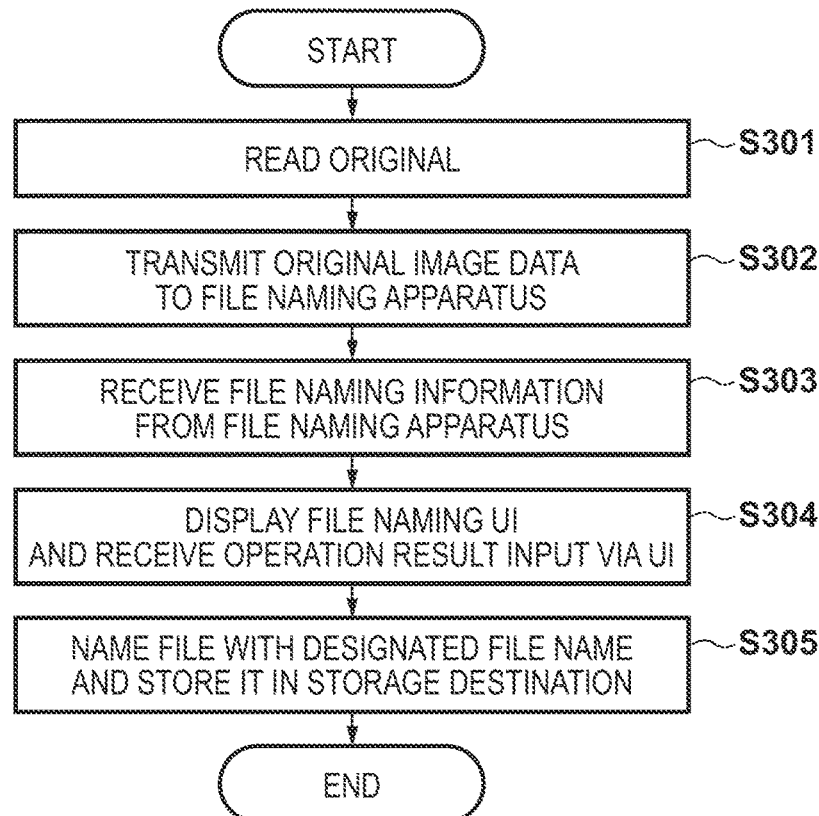 START
READ ORIGINAL
S301
TRANSMIT ORIGINAL IMAGE DATA
TO FILE NAMING APPARATUS
S302
RECEIVE FILE NAMING INFORMATION
FROM FILE NAMING APPARATUS
S303
DISPLAY FILE NAMING UI
AND RECEIVE OPERATION RESULT INPUT VIA UI
S304
NAME FILE WITH DESIGNATED FILE NAME
AND STORE IT IN STORAGE DESTINATION
S305
END